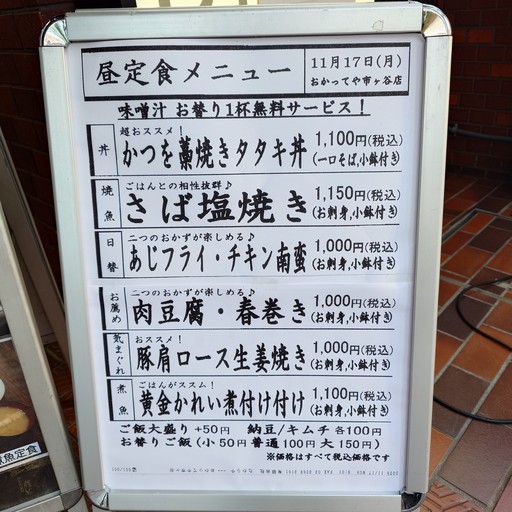 昼定食メニュー
11月17日(月)
おかってや市ヶ谷店
味噌汁 お替り1杯無料サービス!
丼
超おススメ!
かつを藁焼きタタキ丼
1,100円(税込)
(一口そば,小鉢付き)
焼魚
ごはんとの相性抜群♪
さば塩焼き
1,150円(税込)
(お刺身,小鉢付き)
日替
二つのおかずが楽しめる♪
あじフライ・チキン南蛮
1,000円(税込)
(お刺身,小鉢付き)
お薦め
二つのおかずが楽しめる♪
肉豆腐・春巻き
1,000円(税込)
(お刺身,小鉢付き)
気まぐれ
おススメ!
豚肩ロース生姜焼き
1,000円(税込)
(お刺身,小鉢付き)
煮魚
ごはんがススム!
黄金かれい煮付け付け
1,100円(税込)
(お刺身,小鉢付き)
ご飯大盛り+50円 納豆/キムチ 各100円
お替りご飯(小50円 普通100円 大150円)
※価格はすべて税込価格です
魚定食